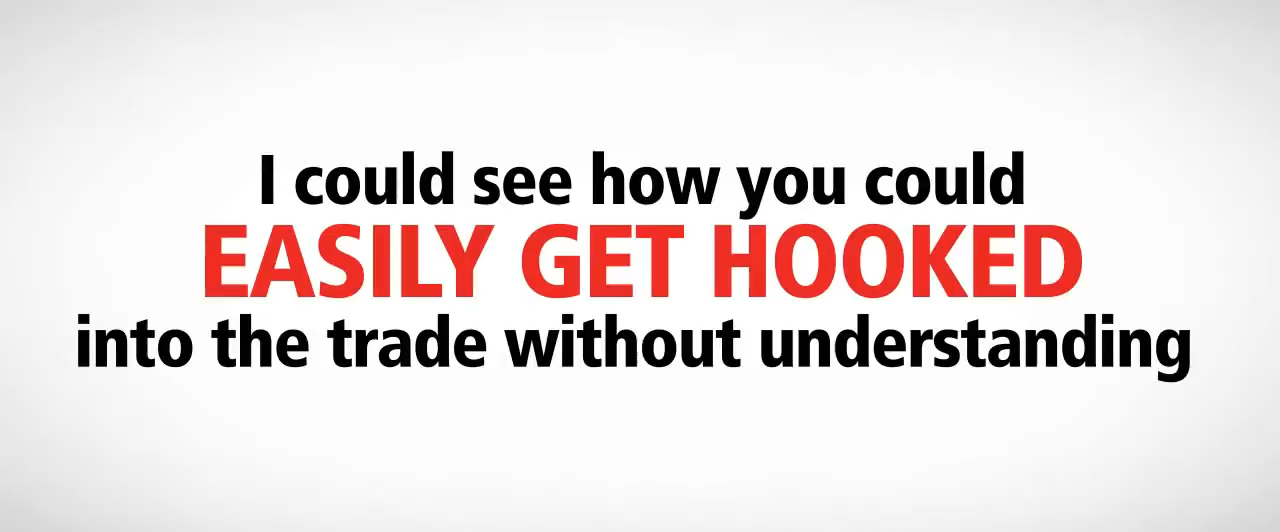 I could see how you could
EASILY GET HOOKED
into the trade without understanding